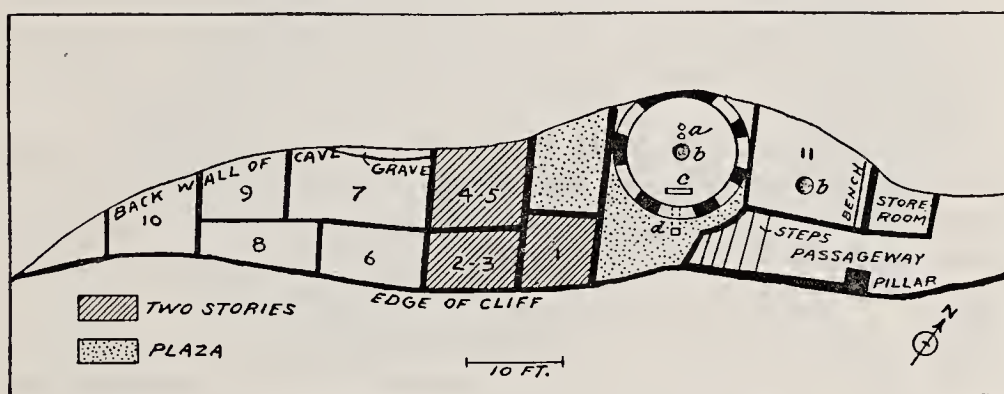 BACK WALL OF CAVE
GRAVE
10
9
8
7
6
4-5
2-3
1
a
b
c
d
11
b
BENCH
STORE-
ROOM
STEPS
PASSAGEWAY
PILLAR
EDGE OF CLIFF
TWO STORIES
PLAZA
10 FT.
N